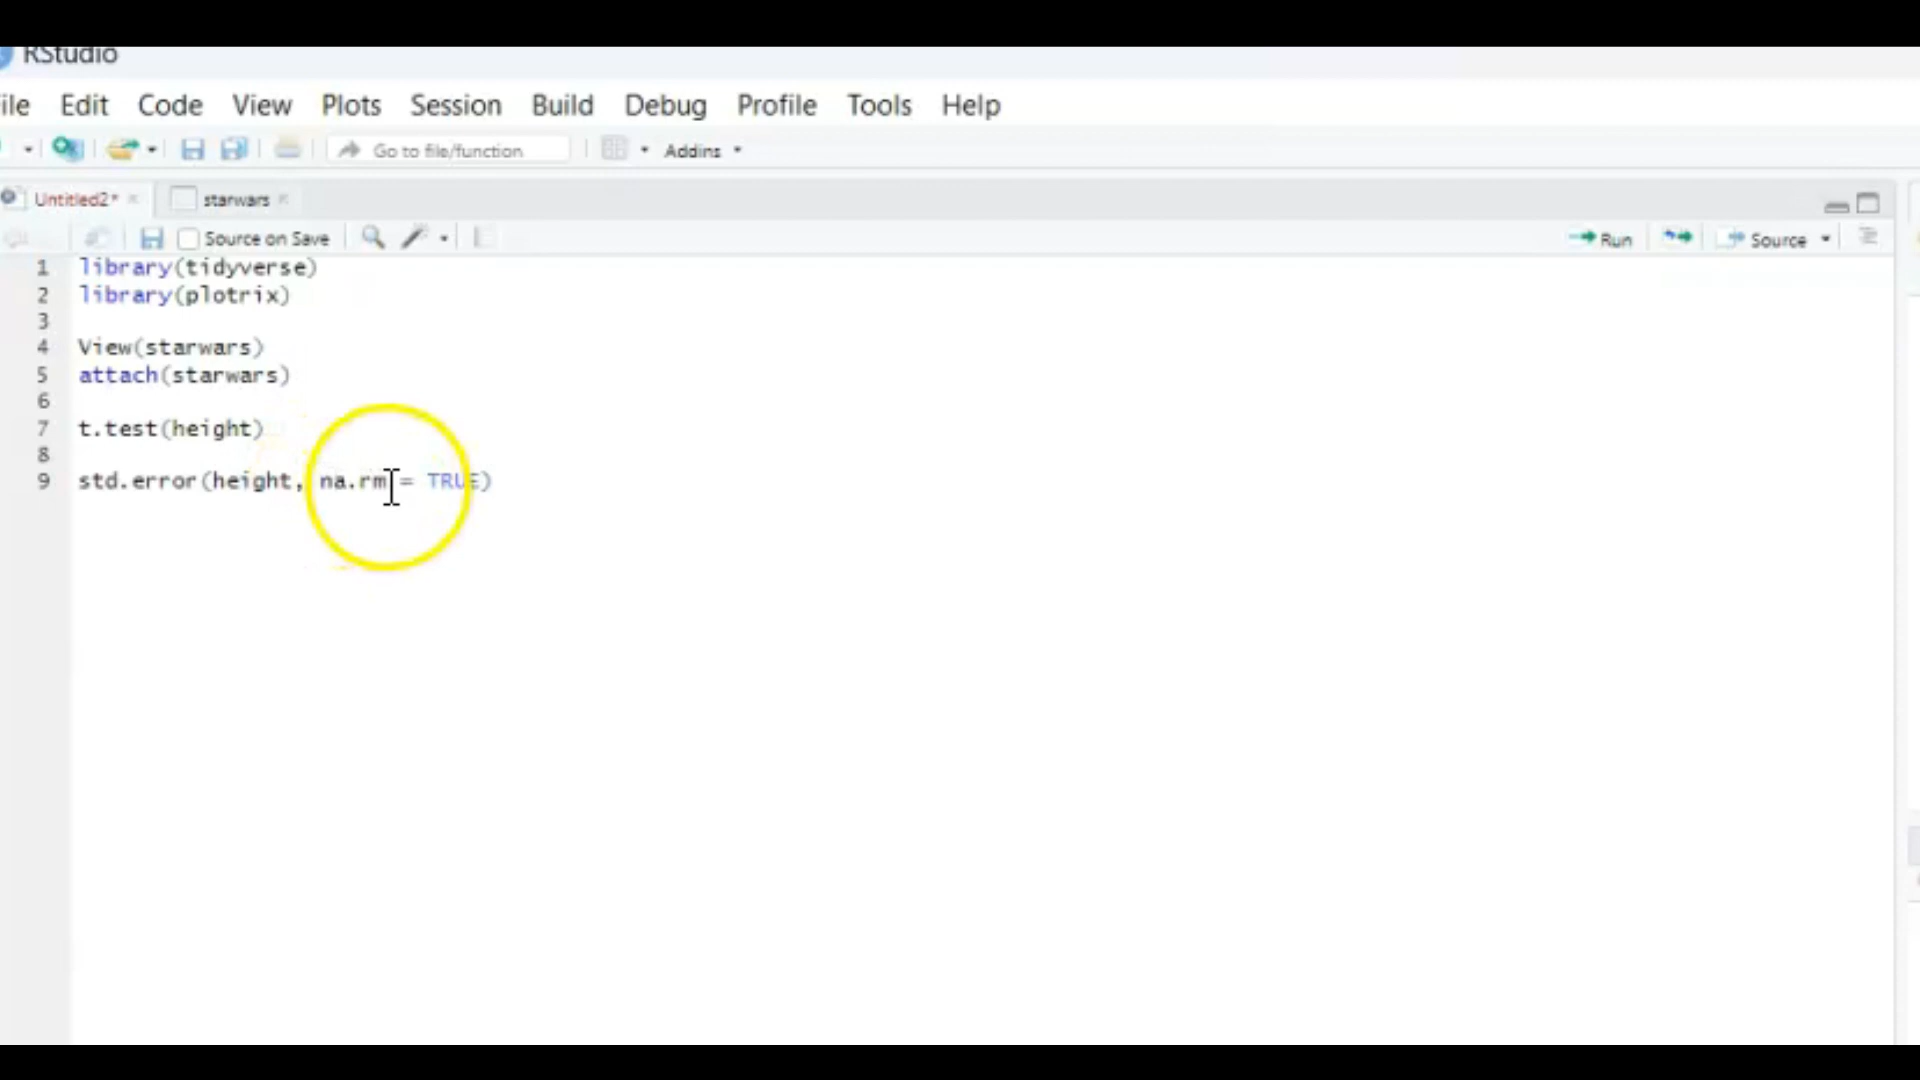 RStudio
ile Edit Code View Plots Session Build Debug Profile Tools Help
Go to file/function Addins
Untitled2* starwars
Source on Save Run Source
1 library(tidyverse)
2 library(plotrix)
3
4 View(starwars)
5 attach(starwars)
6
7 t.test(height)
8
9 std.error(height, na.rm = TRUE)